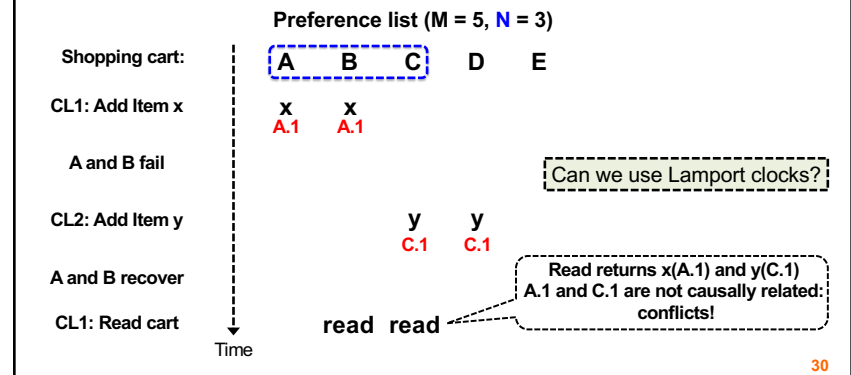 Preference list (M = 5, N = 3)
Shopping cart: A B C D E
CL1: Add Item x x x
A.1 A.1
A and B fail
Can we use Lamport clocks?
CL2: Add Item y y y
C.1 C.1
A and B recover
Read returns x(A.1) and y(C.1)
A.1 and C.1 are not causally related:
conflicts!
CL1: Read cart read read
Time
30